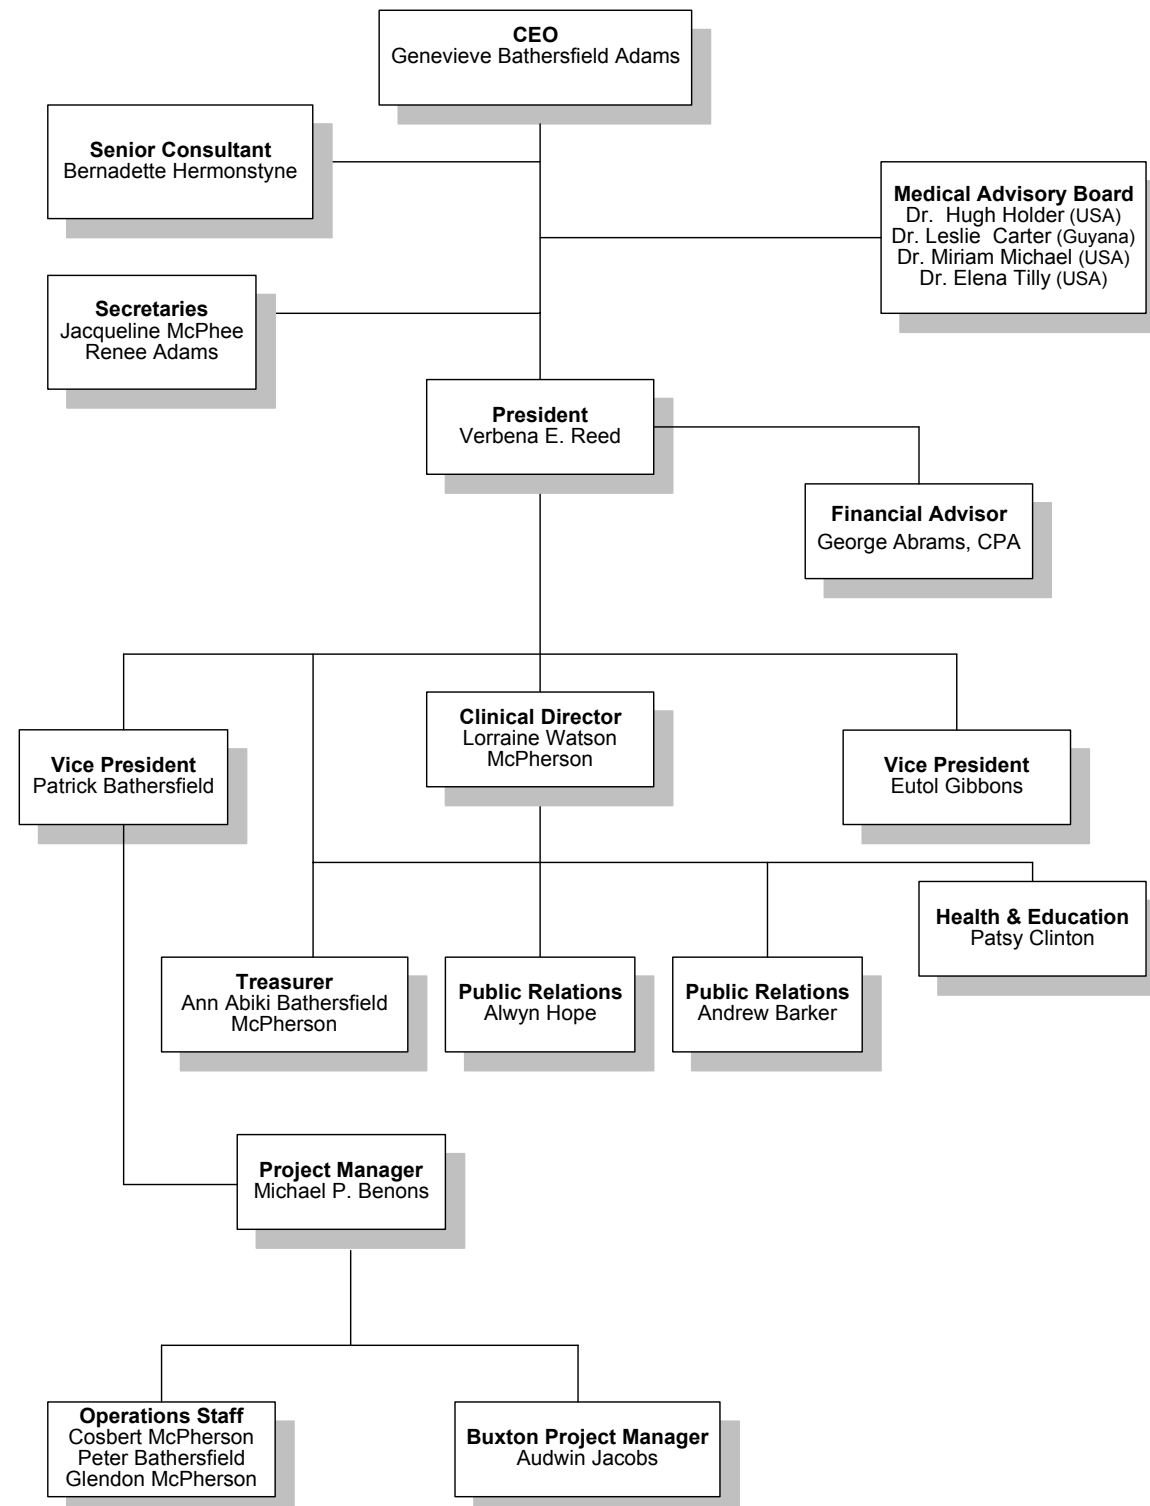 CEO
Genevieve Bathersfield Adams
Senior Consultant
Bernadette Hermonstyne
Medical Advisory Board
Dr. Hugh Holder (USA)
Dr. Leslie Carter (Guyana)
Dr. Miriam Michael (USA)
Dr. Elena Tilly (USA)
Secretaries
Jacqueline McPhee
Renee Adams
President
Verbena E. Reed
Financial Advisor
George Abrams, CPA
Vice President
Patrick Bathersfield
Clinical Director
Lorraine Watson
McPherson
Vice President
Eutol Gibbons
Health & Education
Patsy Clinton
Treasurer
Ann Abiki Bathersfield
McPherson
Public Relations
Alwyn Hope
Public Relations
Andrew Barker
Project Manager
Michael P. Benons
Operations Staff
Cosbert McPherson
Peter Bathersfield
Glendon McPherson
Buxton Project Manager
Audwin Jacobs